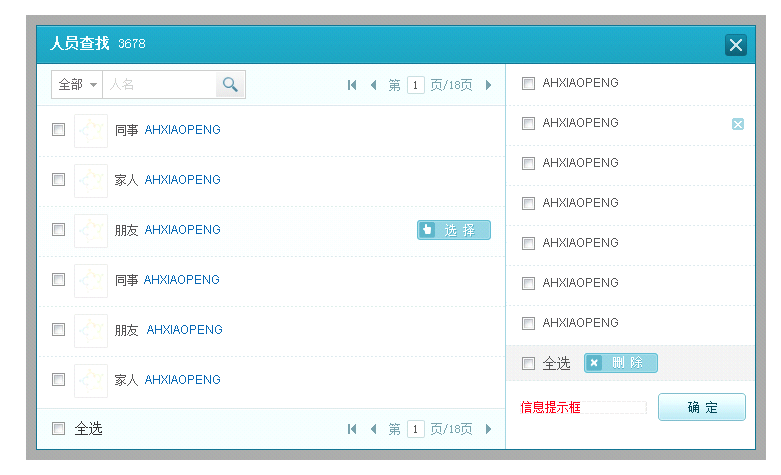 人员查找 3678
全部 人名 第 1 页/18页
同事 AHXIAOPENG
家人 AHXIAOPENG
朋友 AHXIAOPENG 选择
同事 AHXIAOPENG
朋友 AHXIAOPENG
家人 AHXIAOPENG
全选 第 1 页/18页
AHXIAOPENG
AHXIAOPENG
AHXIAOPENG
AHXIAOPENG
AHXIAOPENG
AHXIAOPENG
AHXIAOPENG
全选 删除
信息提示框 确定